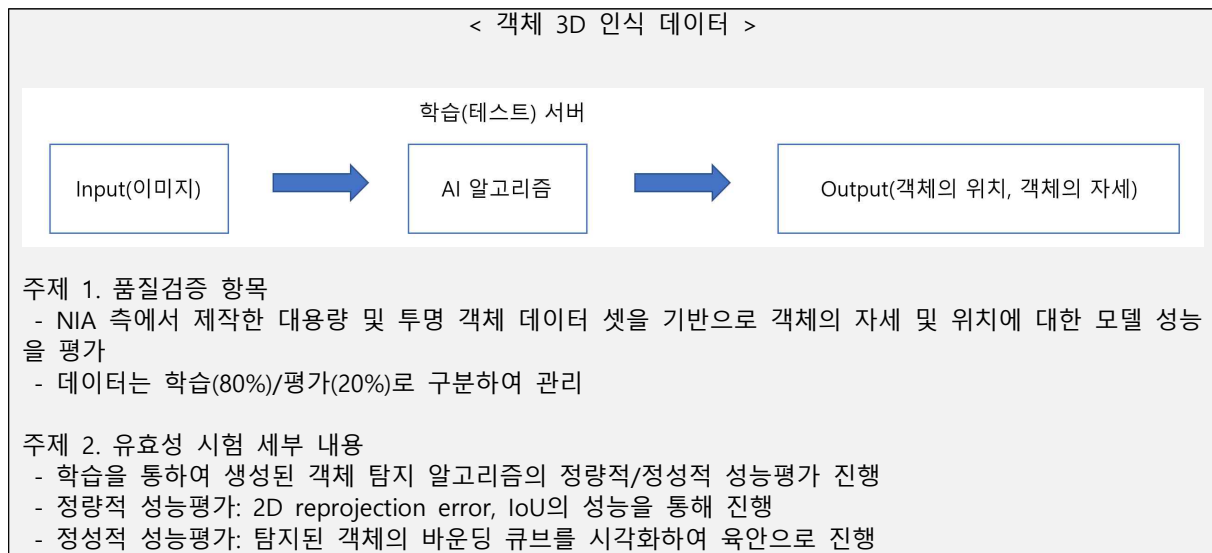 < 객체 3D 인식 데이터 >
학습(테스트) 서버
Input(이미지)
AI 알고리즘
Output(객체의 위치, 객체의 자세)
주제 1. 품질검증 항목
- NIA 측에서 제작한 대용량 및 투명 객체 데이터 셋을 기반으로 객체의 자세 및 위치에 대한 모델 성능
을 평가
- 데이터는 학습(80%)/평가(20%)로 구분하여 관리
주제 2. 유효성 시험 세부 내용
- 학습을 통하여 생성된 객체 탐지 알고리즘의 정량적/정성적 성능평가 진행
- 정량적 성능평가: 2D reprojection error, IoU의 성능을 통해 진행
- 정성적 성능평가: 탐지된 객체의 바운딩 큐브를 시각화하여 육안으로 진행